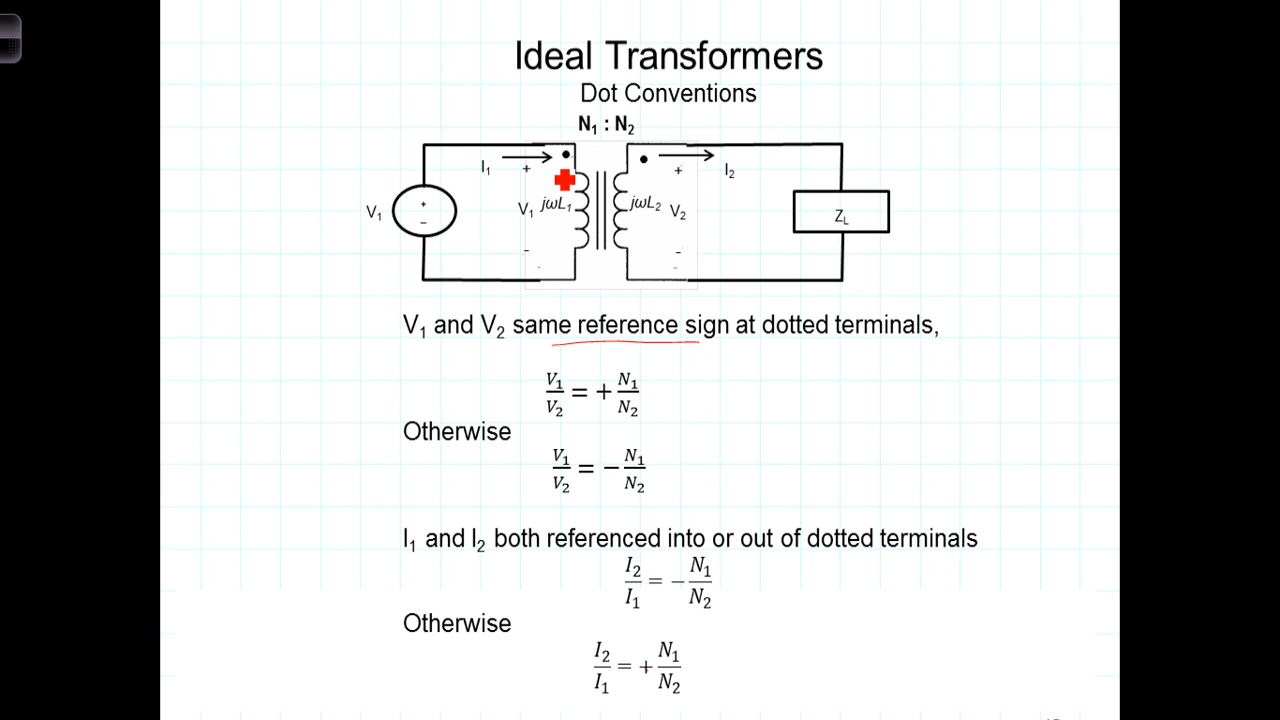 Ideal Transformers
Dot Conventions
N₁ : N₂
I₁ + + I₂
V₁ + − V₁ jωL₁ jωL₂ V₂ Z_L
- -
V₁ and V₂ same reference sign at dotted terminals,
V₁/V₂ = +N₁/N₂
Otherwise
V₁/V₂ = −N₁/N₂
I₁ and I₂ both referenced into or out of dotted terminals
I₂/I₁ = −N₁/N₂
Otherwise
I₂/I₁ = +N₁/N₂